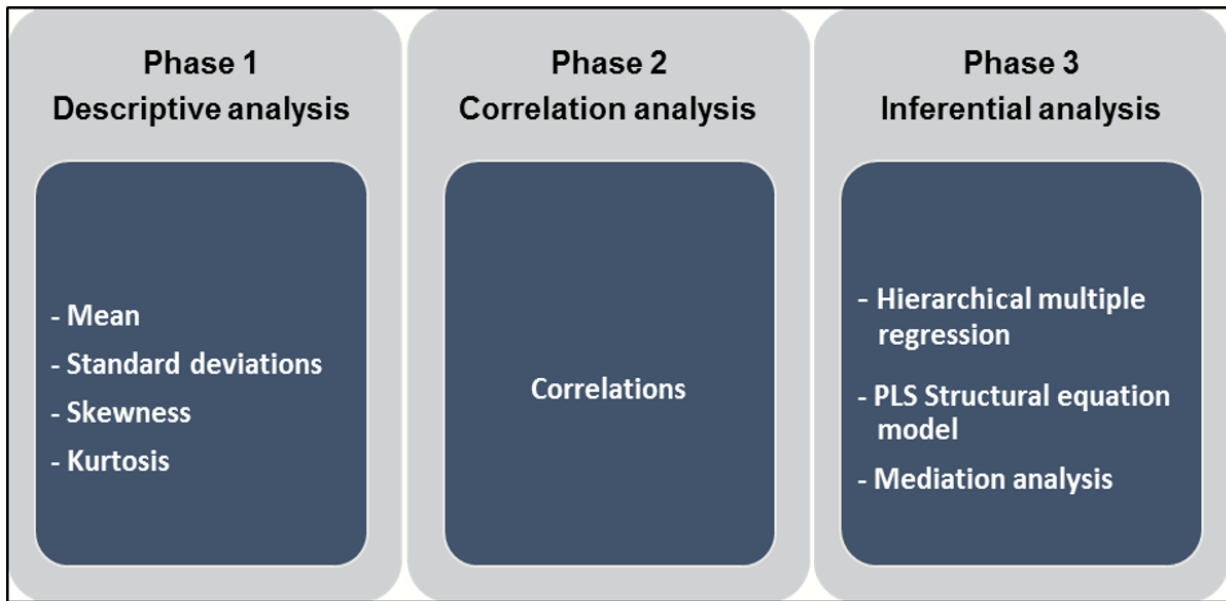 Phase 1
Descriptive analysis
- Mean
- Standard deviations
- Skewness
- Kurtosis
Phase 2
Correlation analysis
Correlations
Phase 3
Inferential analysis
- Hierarchical multiple
regression
- PLS Structural equation
model
- Mediation analysis